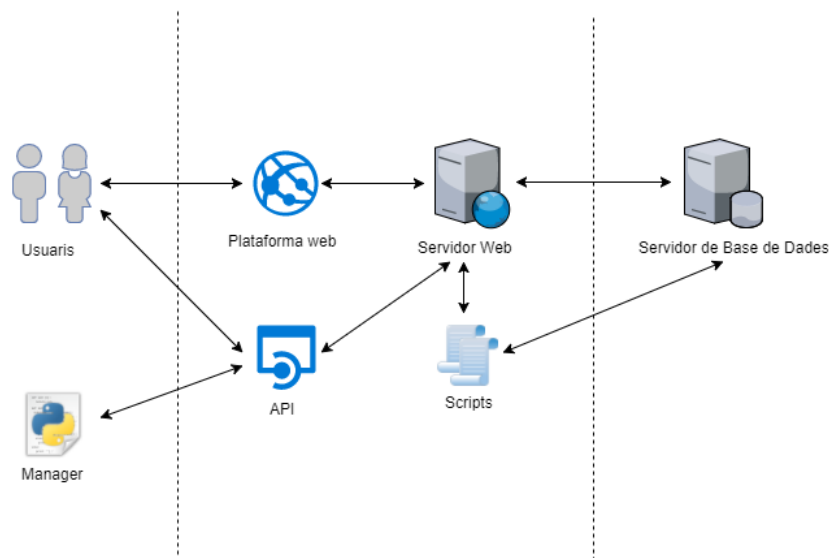 Usuaris
Plataforma web
Servidor Web
Servidor de Base de Dades
API
Scripts
Manager